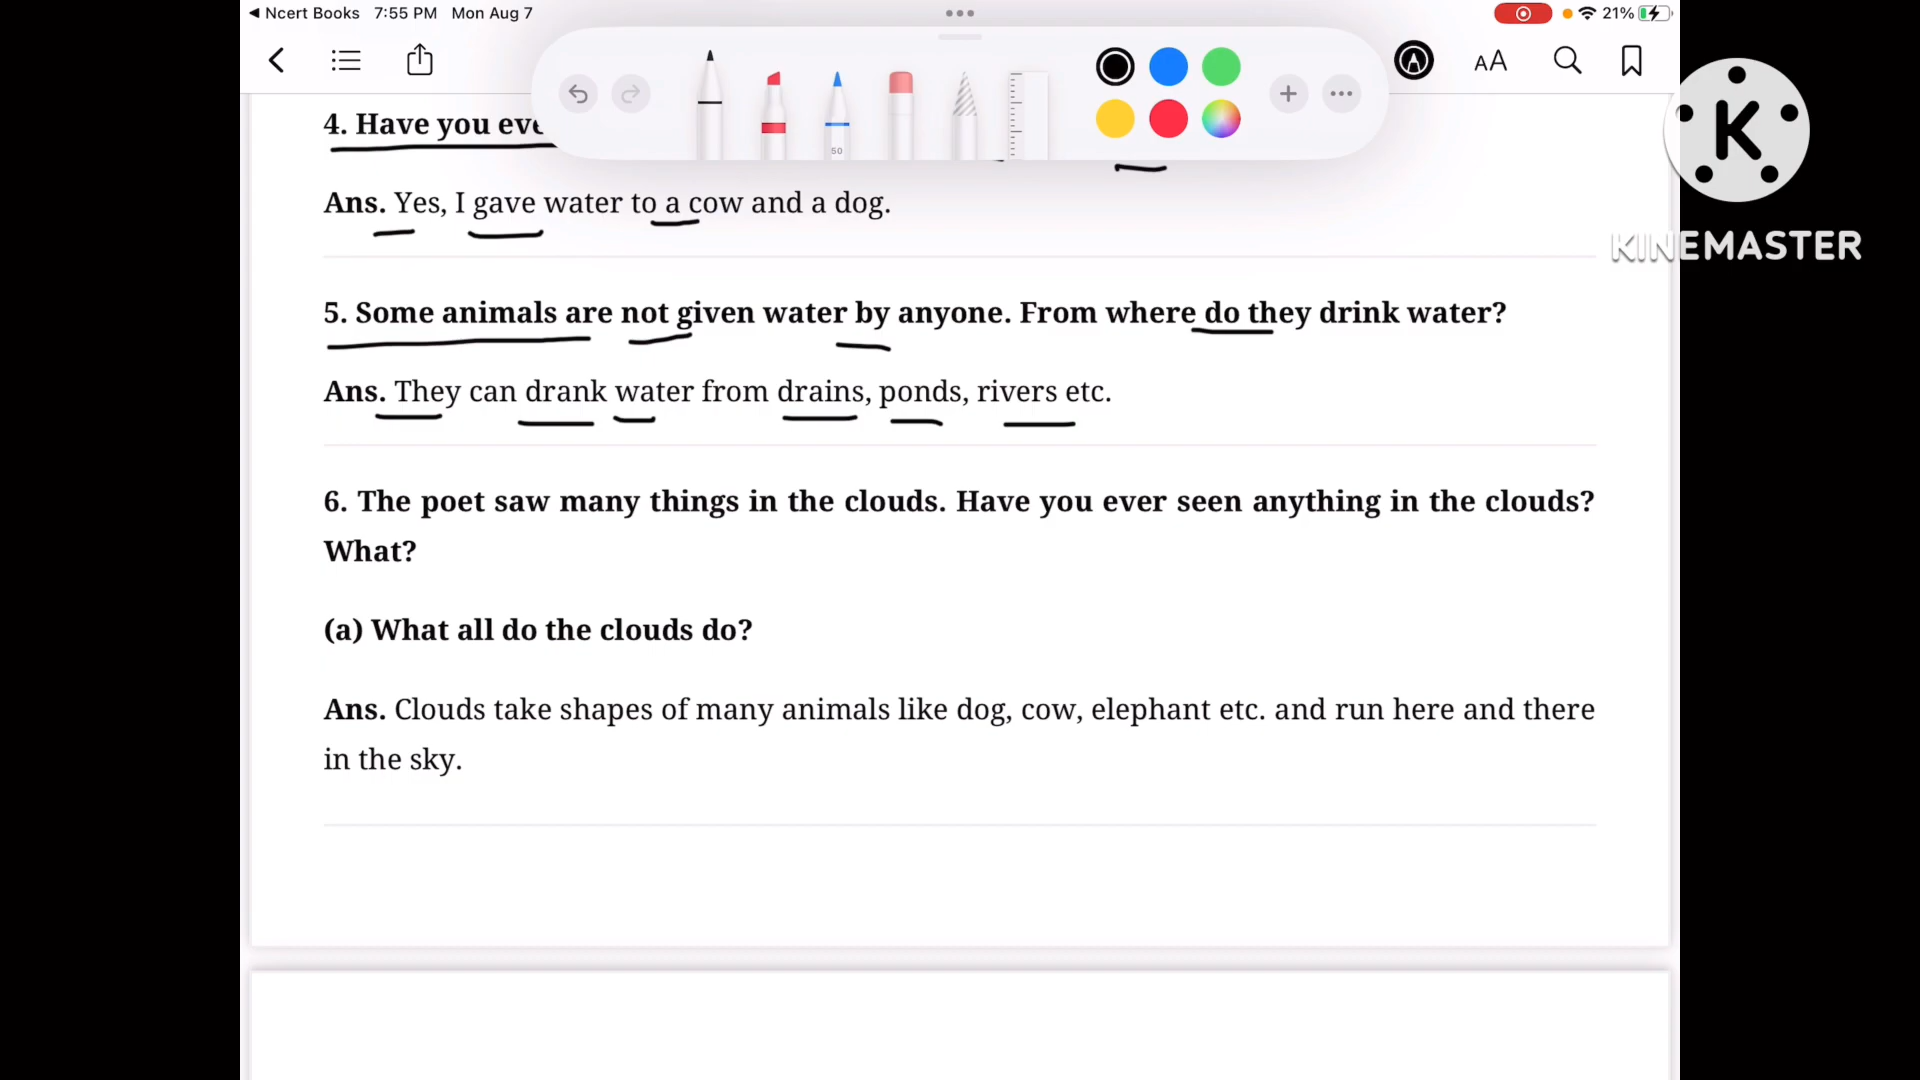 Ncert Books 7:55 PM Mon Aug 7
21%
AA
50
K
KINEMASTER
4. Have you eve
Ans. Yes, I gave water to a cow and a dog.
5. Some animals are not given water by anyone. From where do they drink water?
Ans. They can drank water from drains, ponds, rivers etc.
6. The poet saw many things in the clouds. Have you ever seen anything in the clouds?
What?
(a) What all do the clouds do?
Ans. Clouds take shapes of many animals like dog, cow, elephant etc. and run here and there
in the sky.